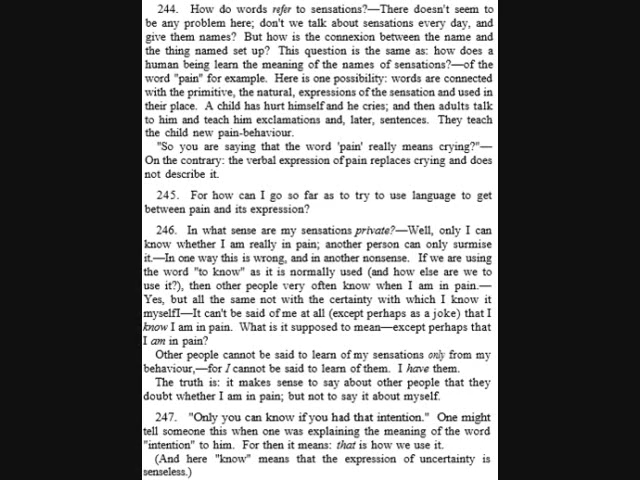 244. How do words refer to sensations?—There doesn't seem to
be any problem here; don't we talk about sensations every day, and
give them names? But how is the connexion between the name and
the thing named set up? This question is the same as: how does a
human being learn the meaning of the names of sensations?—of the
word "pain" for example. Here is one possibility: words are connected
with the primitive, the natural, expressions of the sensation and used in
their place. A child has hurt himself and he cries; and then adults talk
to him and teach him exclamations and, later, sentences. They teach
the child new pain-behaviour.
"So you are saying that the word 'pain' really means crying?"—
On the contrary: the verbal expression of pain replaces crying and does
not describe it.
245. For how can I go so far as to try to use language to get
between pain and its expression?
246. In what sense are my sensations private?—Well, only I can
know whether I am really in pain; another person can only surmise
it.—In one way this is wrong, and in another nonsense. If we are using
the word "to know" as it is normally used (and how else are we to
use it?), then other people very often know when I am in pain.—
Yes, but all the same not with the certainty with which I know it
myselfI—It can't be said of me at all (except perhaps as a joke) that I
know I am in pain. What is it supposed to mean—except perhaps that
I am in pain?
Other people cannot be said to learn of my sensations only from my
behaviour,—for I cannot be said to learn of them. I have them.
The truth is: it makes sense to say about other people that they
doubt whether I am in pain; but not to say it about myself.
247. "Only you can know if you had that intention." One might
tell someone this when one was explaining the meaning of the word
"intention" to him. For then it means: that is how we use it.
(And here "know" means that the expression of uncertainty is
senseless.)